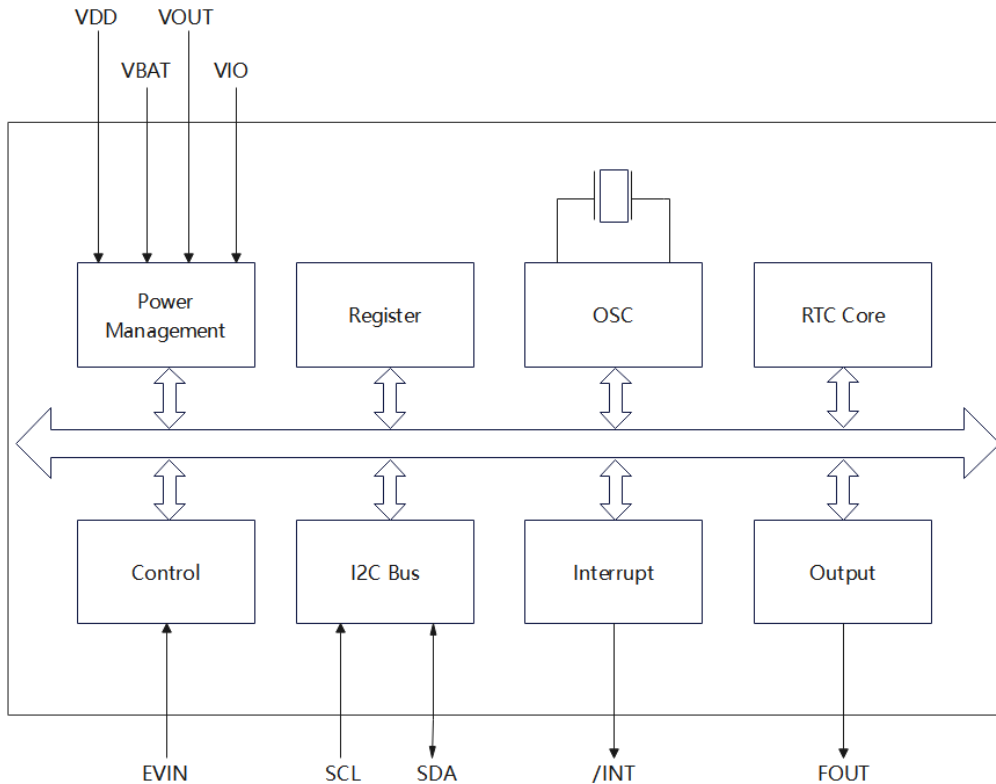 VDD VOUT
VBAT VIO
Power
Management
Register
OSC
RTC Core
Control
I2C Bus
Interrupt
Output
EVIN SCL SDA /INT FOUT